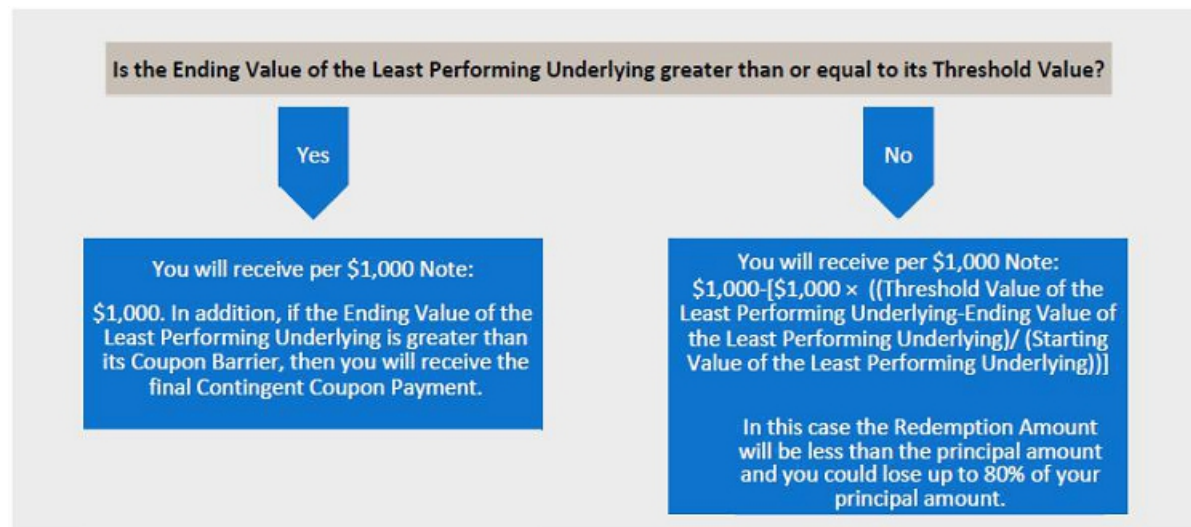 Is the Ending Value of the Least Performing Underlying greater than or equal to its Threshold Value?
Yes
No
You will receive per $1,000 Note:
$1,000. In addition, if the Ending Value of the
Least Performing Underlying is greater than
its Coupon Barrier, then you will receive the
final Contingent Coupon Payment.
You will receive per $1,000 Note:
$1,000-[$1,000 × ((Threshold Value of the
Least Performing Underlying-Ending Value of
the Least Performing Underlying)/ (Starting
Value of the Least Performing Underlying))]
In this case the Redemption Amount
will be less than the principal amount
and you could lose up to 80% of your
principal amount.